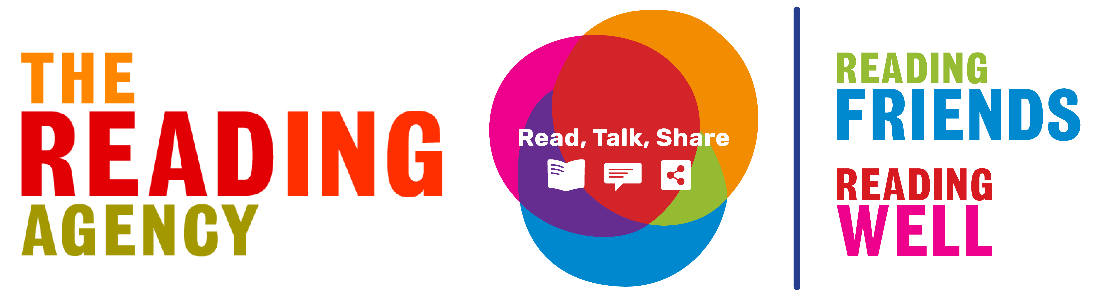 THE
READING
AGENCY
Read, Talk, Share
READING
FRIENDS
READING
WELL